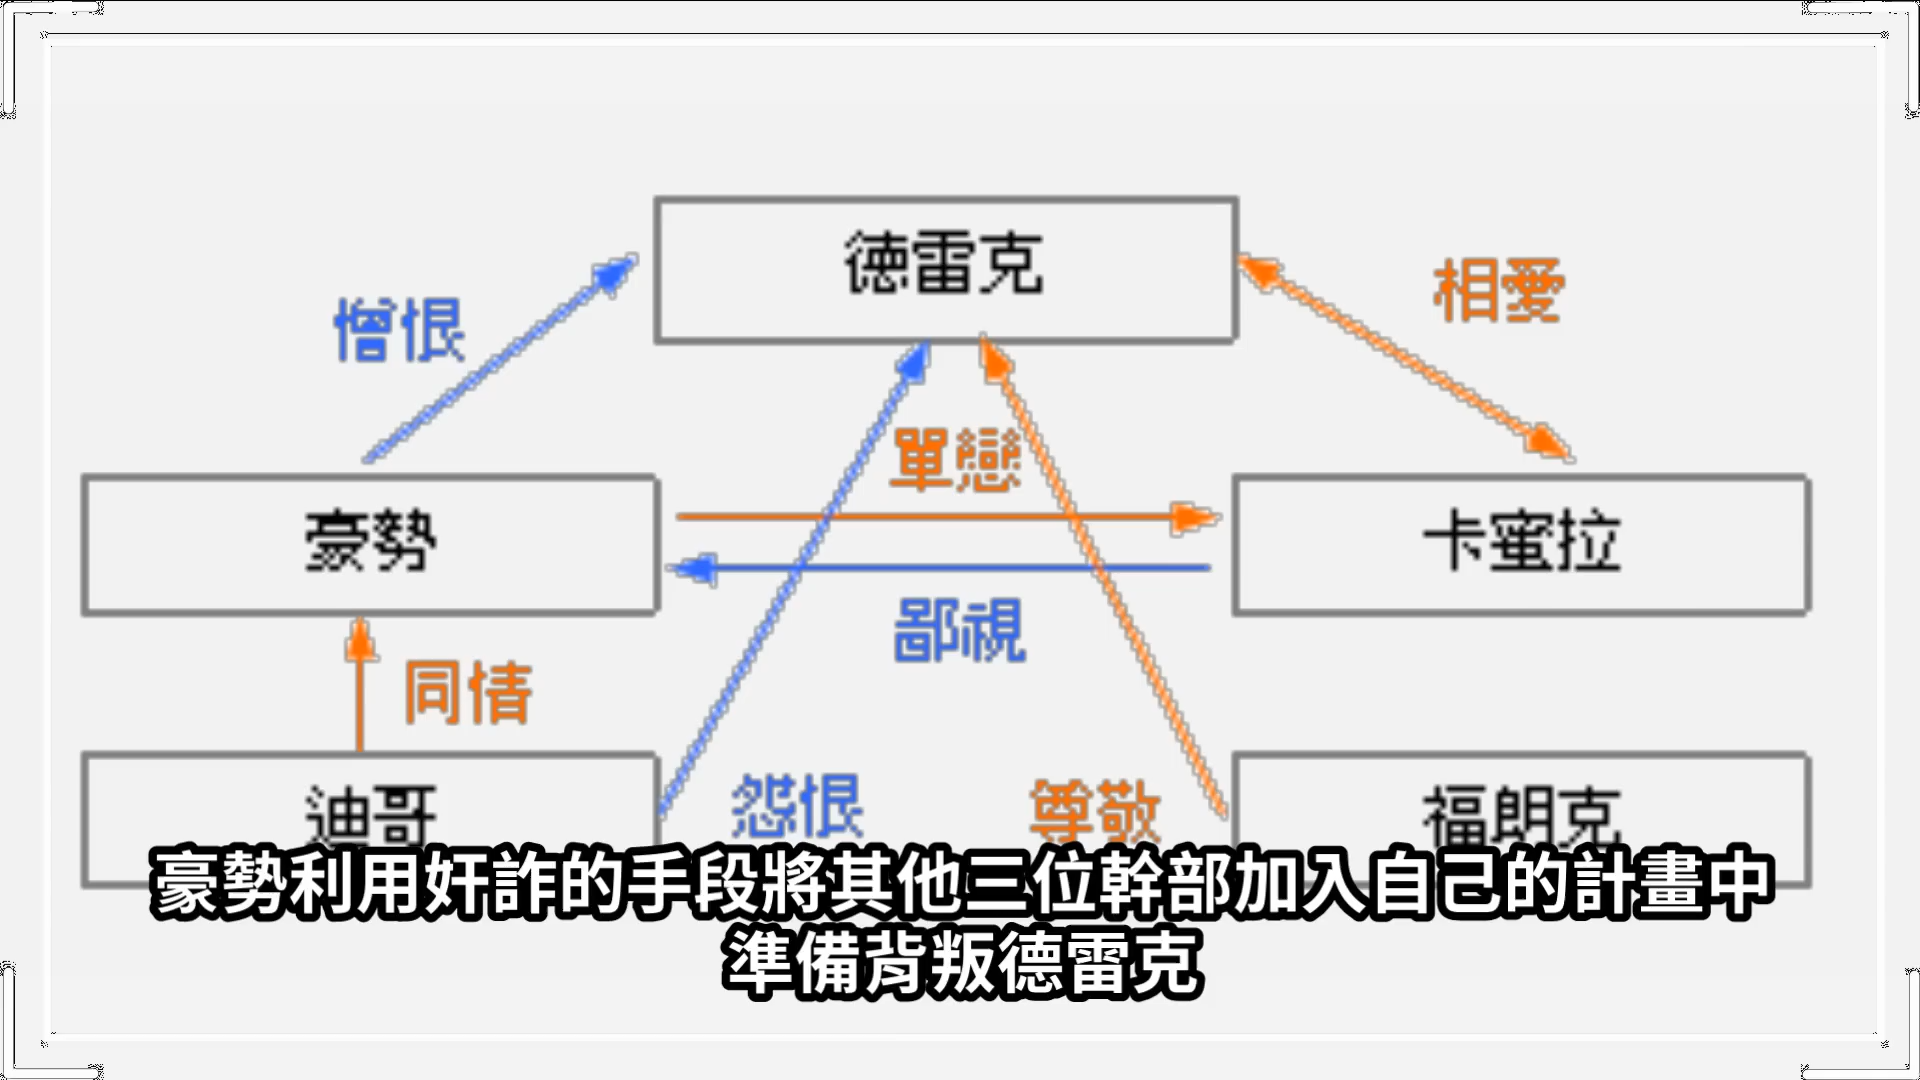 德雷克
相愛
憎恨
單戀
豪勢
卡蜜拉
鄙視
同情
迪哥
怨恨
尊敬
福朗克
豪勢利用奸詐的手段將其他三位幹部加入自己的計畫中
準備背叛德雷克